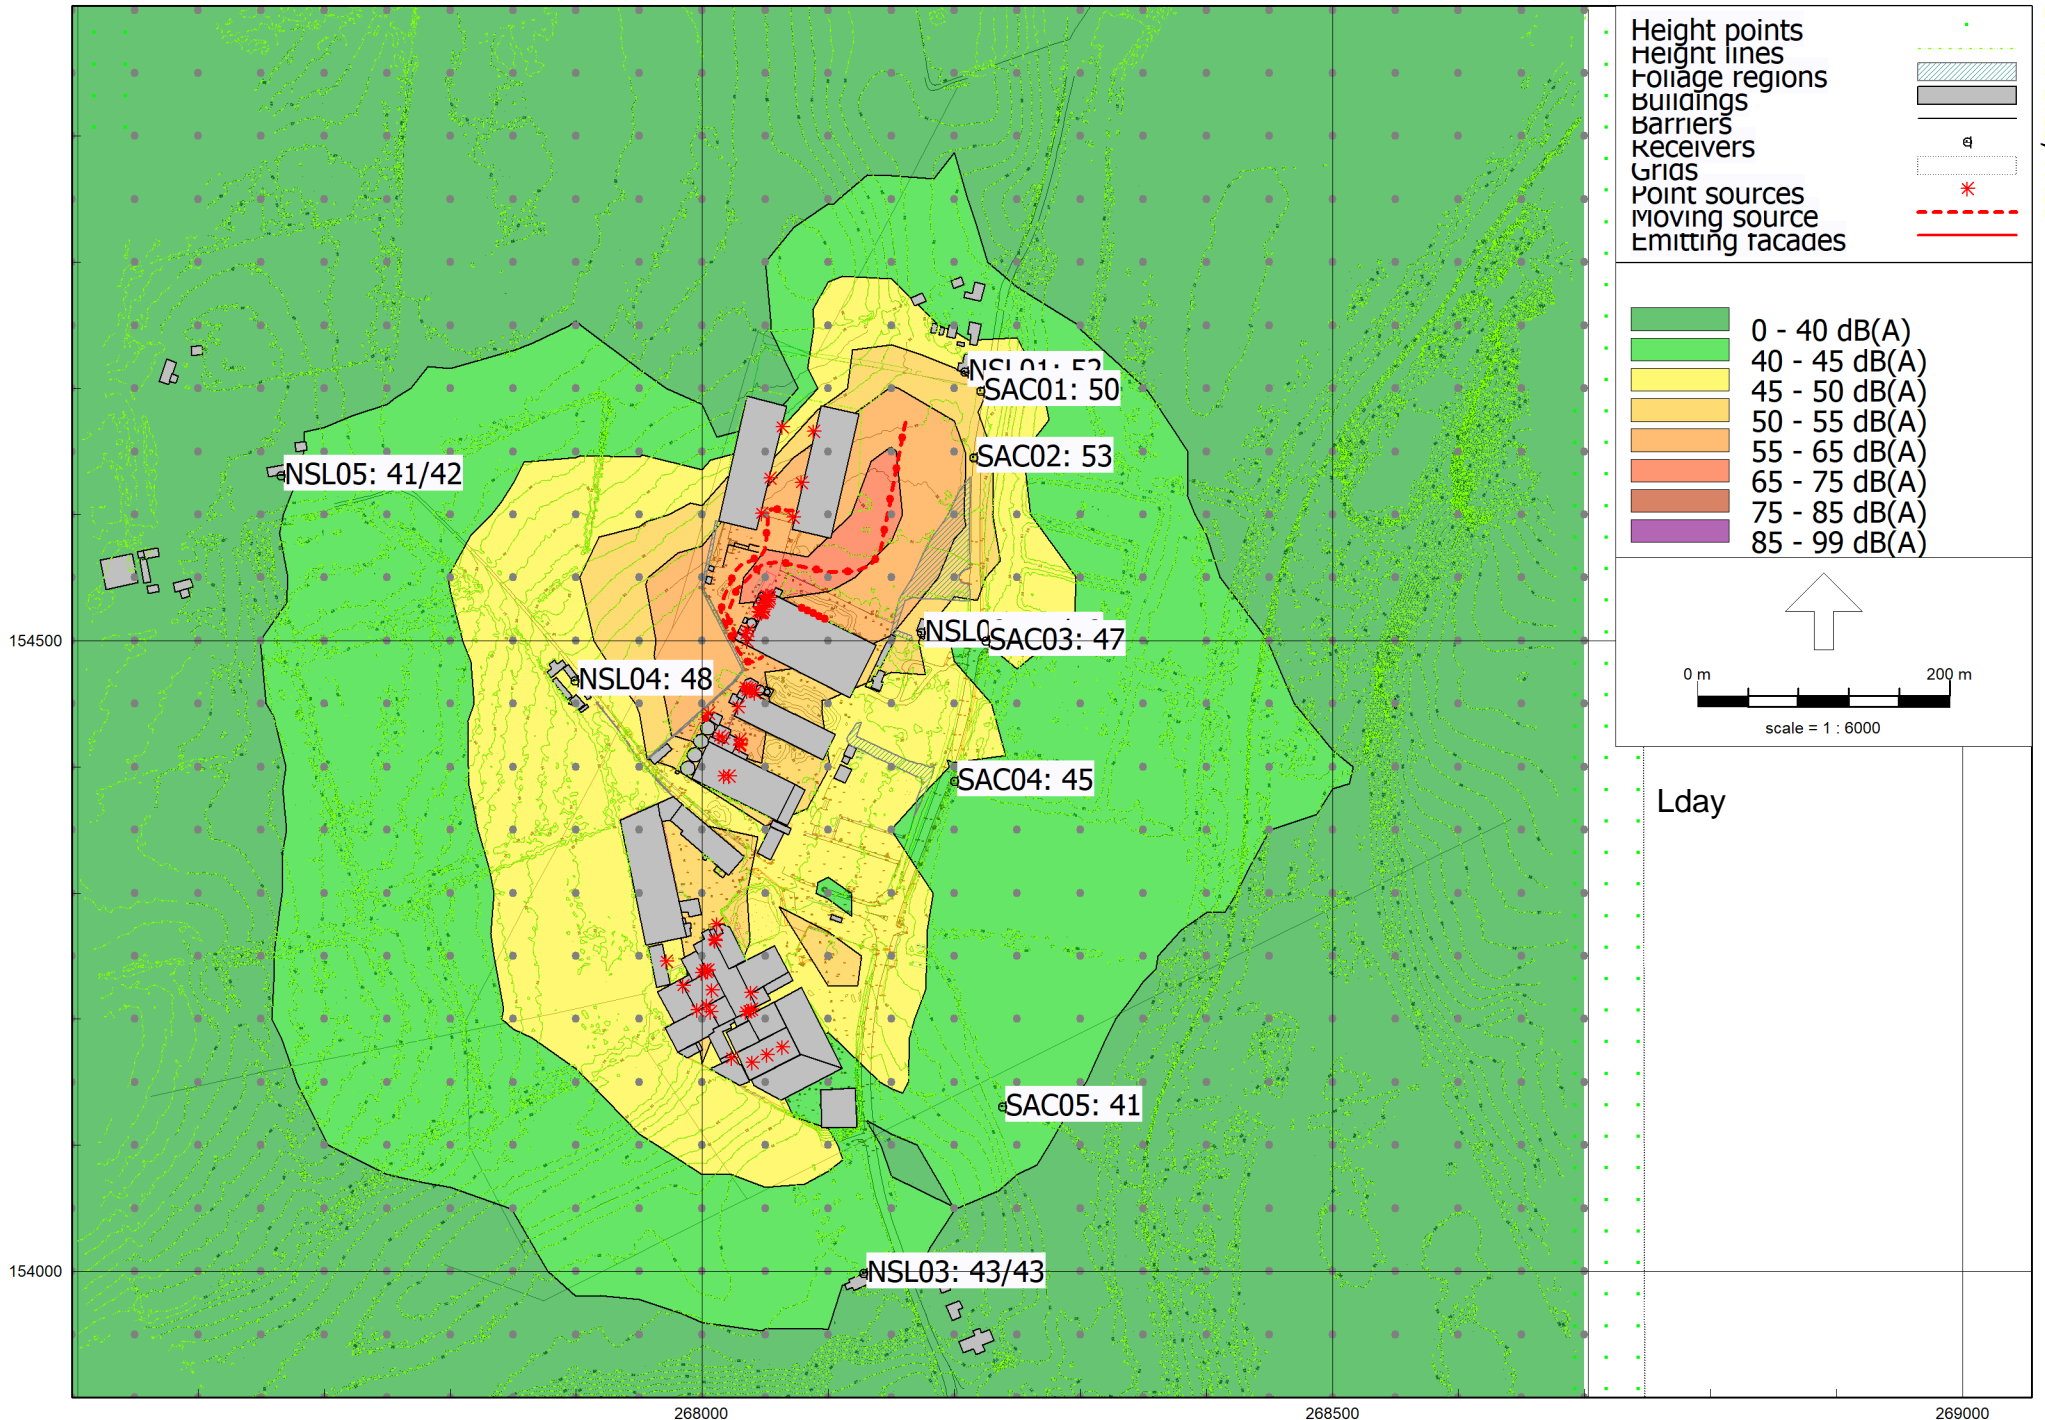 Height points
Height lines
Foliage regions
Buildings
Barriers
Receivers
Grids
Point sources
Moving source
Emitting facades
0 - 40 dB(A)
40 - 45 dB(A)
45 - 50 dB(A)
50 - 55 dB(A)
55 - 65 dB(A)
65 - 75 dB(A)
75 - 85 dB(A)
85 - 99 dB(A)
0 m
200 m
scale = 1 : 6000
Lday
NSL01: 52
SAC01: 50
SAC02: 53
NSL05: 41/42
154500
SAC03: 47
NSL04: 48
SAC04: 45
SAC05: 41
154000
NSL03: 43/43
268000
268500
269000